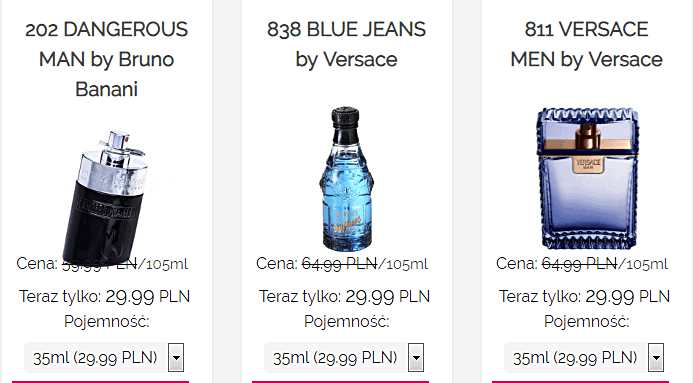 202 DANGEROUS
MAN by Bruno
Banani
Cena: 59.99 PLN/105ml
Teraz tylko: 29.99 PLN
Pojemność:
35ml (29.99 PLN)
838 BLUE JEANS
by Versace
Cena: 64.99 PLN/105ml
Teraz tylko: 29.99 PLN
Pojemność:
35ml (29.99 PLN)
811 VERSACE
MEN by Versace
VERSACE
MAN
Cena: 64.99 PLN/105ml
Teraz tylko: 29.99 PLN
Pojemność:
35ml (29.99 PLN)